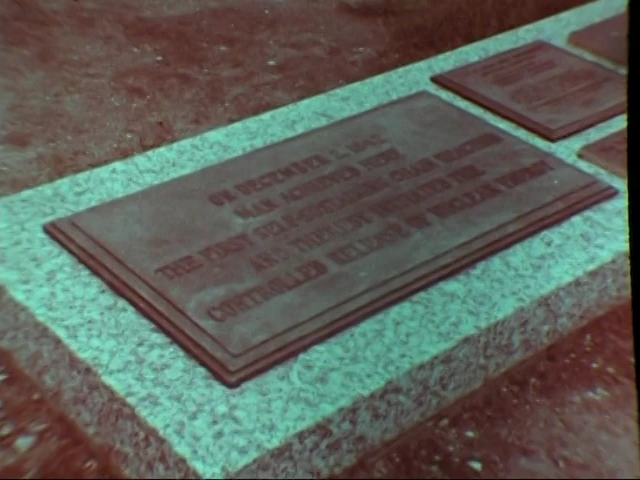 ON DECEMBER 2, 1942
MAN ACHIEVED HERE
THE FIRST SELF-SUSTAINING CHAIN REACTION
AND THEREBY INITIATED THE
CONTROLLED RELEASE OF NUCLEAR ENERGY